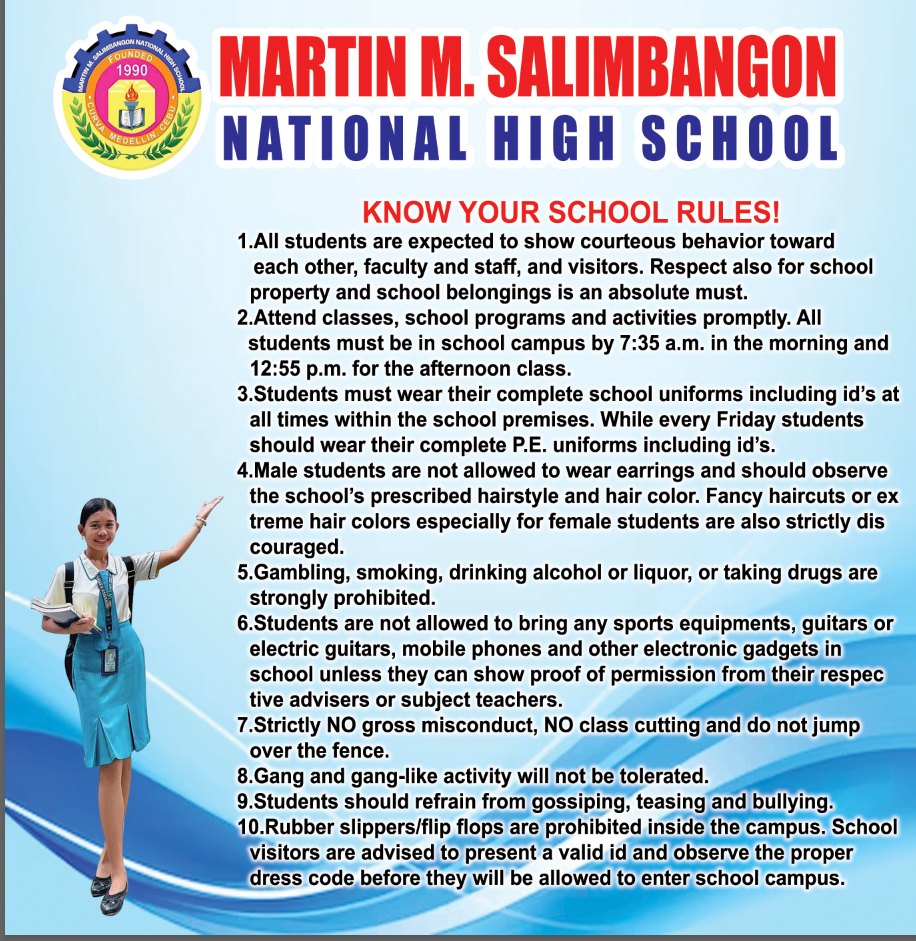 MARTIN M. SALIMBANGON NATIONAL HIGH SCHOOL
FOUNDED
1990
CURVA MEDELLIN CEBU
MARTIN M. SALIMBANGON
NATIONAL HIGH SCHOOL
KNOW YOUR SCHOOL RULES!
1.All students are expected to show courteous behavior toward
each other, faculty and staff, and visitors. Respect also for school
property and school belongings is an absolute must.
2.Attend classes, school programs and activities promptly. All
students must be in school campus by 7:35 a.m. in the morning and
12:55 p.m. for the afternoon class.
3.Students must wear their complete school uniforms including id’s at
all times within the school premises. While every Friday students
should wear their complete P.E. uniforms including id’s.
4.Male students are not allowed to wear earrings and should observe
the school’s prescribed hairstyle and hair color. Fancy haircuts or ex
treme hair colors especially for female students are also strictly dis
couraged.
5.Gambling, smoking, drinking alcohol or liquor, or taking drugs are
strongly prohibited.
6.Students are not allowed to bring any sports equipments, guitars or
electric guitars, mobile phones and other electronic gadgets in
school unless they can show proof of permission from their respec
tive advisers or subject teachers.
7.Strictly NO gross misconduct, NO class cutting and do not jump
over the fence.
8.Gang and gang-like activity will not be tolerated.
9.Students should refrain from gossiping, teasing and bullying.
10.Rubber slippers/flip flops are prohibited inside the campus. School
visitors are advised to present a valid id and observe the proper
dress code before they will be allowed to enter school campus.